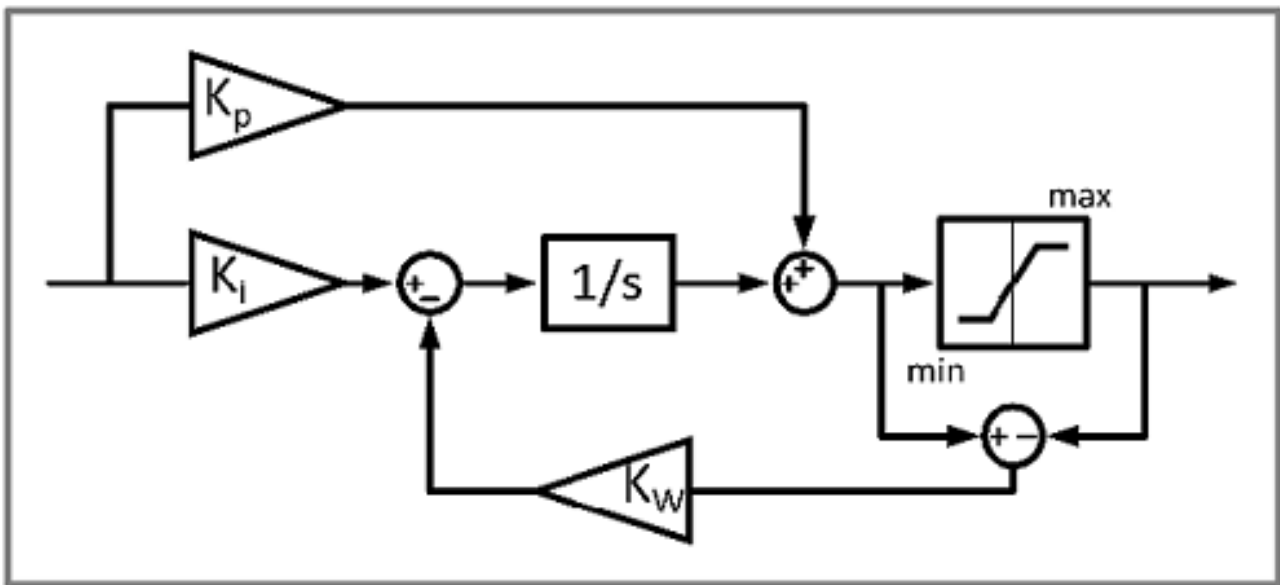 Kp
max
Ki
+
-
1/s
+
+
min
+ -
Kw